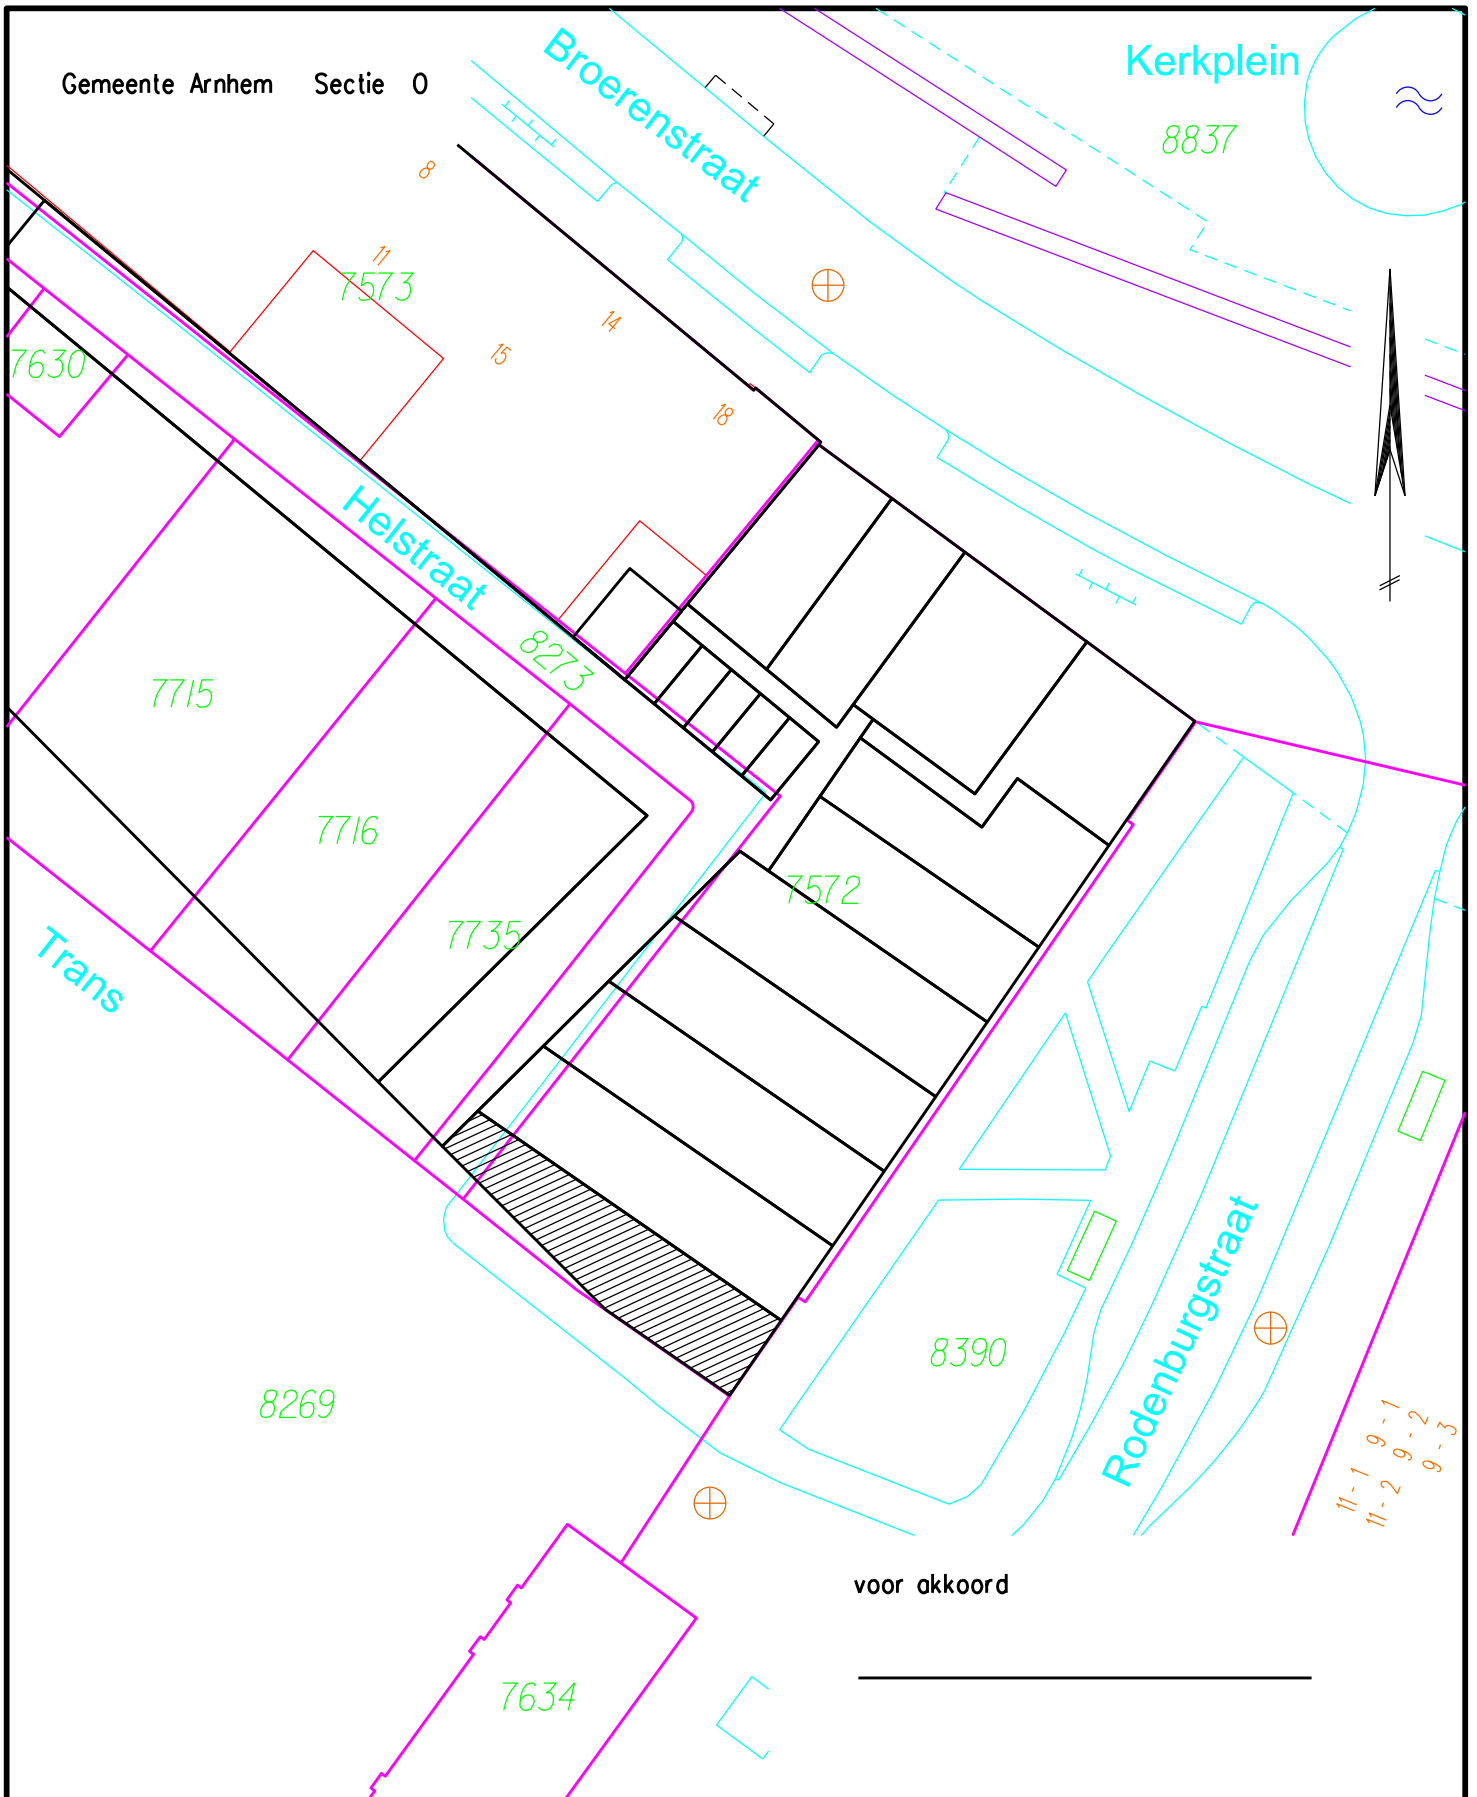 Gemeente Arnhem Sectie O
Broerenstraat
Kerkplein
8837
8
11
7573
14
15
18
7630
Helstraat
8273
7715
7716
7735
7572
Trans
Rodenburgstraat
8390
8269
11-1 9-1
11-2 9-2
9-3
voor akkoord
7634